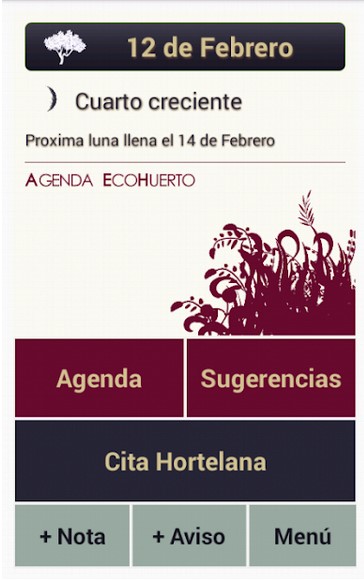 12 de Febrero
Cuarto creciente
Proxima luna llena el 14 de Febrero
AGENDA ECOHUERTO
Agenda
Sugerencias
Cita Hortelana
+ Nota
+ Aviso
Menú